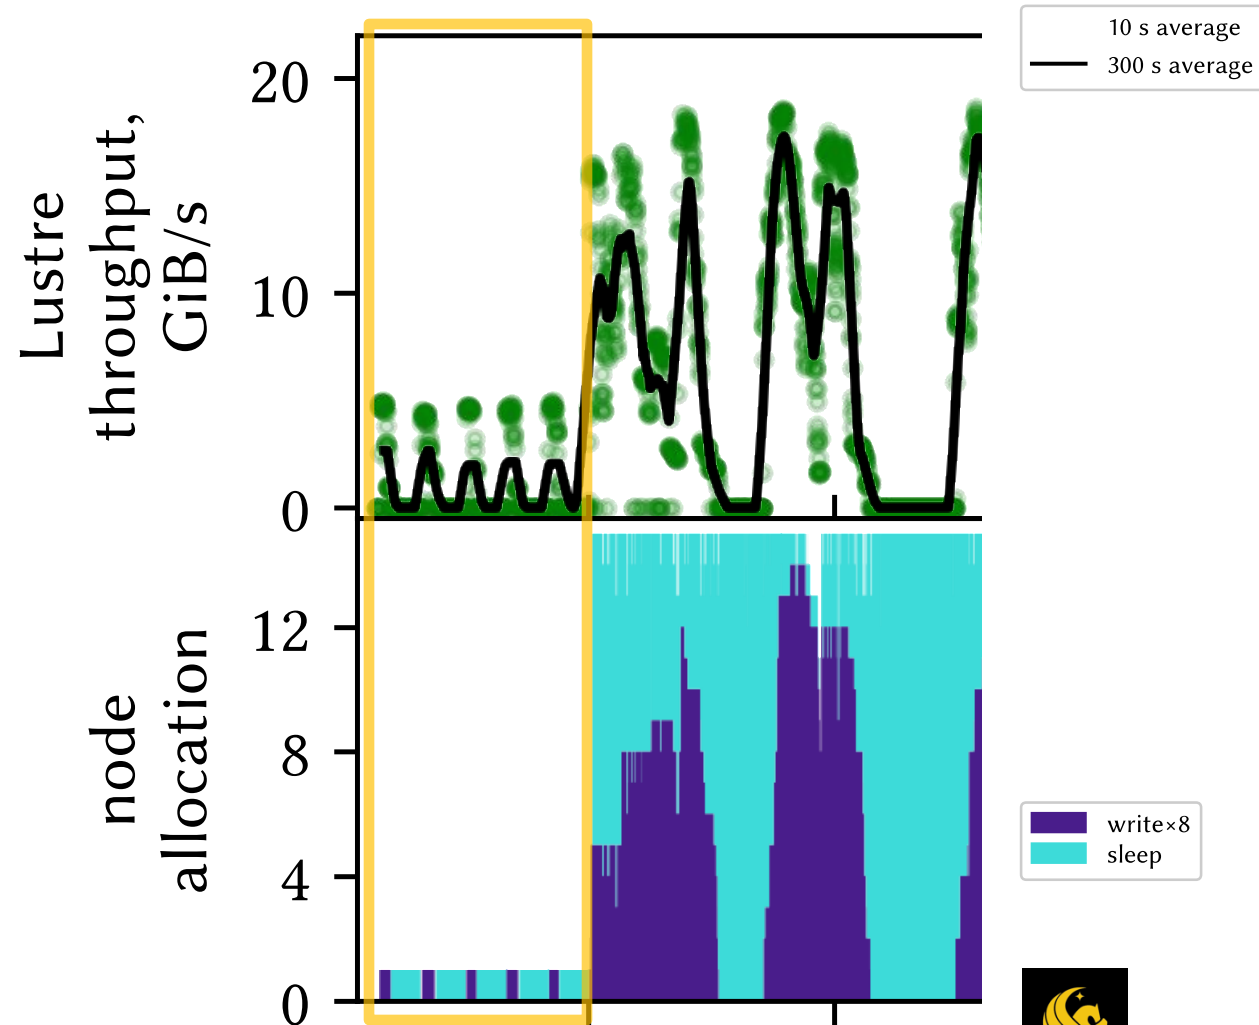 Lustre
throughput,
GiB/s
20
10
0
10 s average
300 s average
node
allocation
12
8
4
0
write×8
sleep